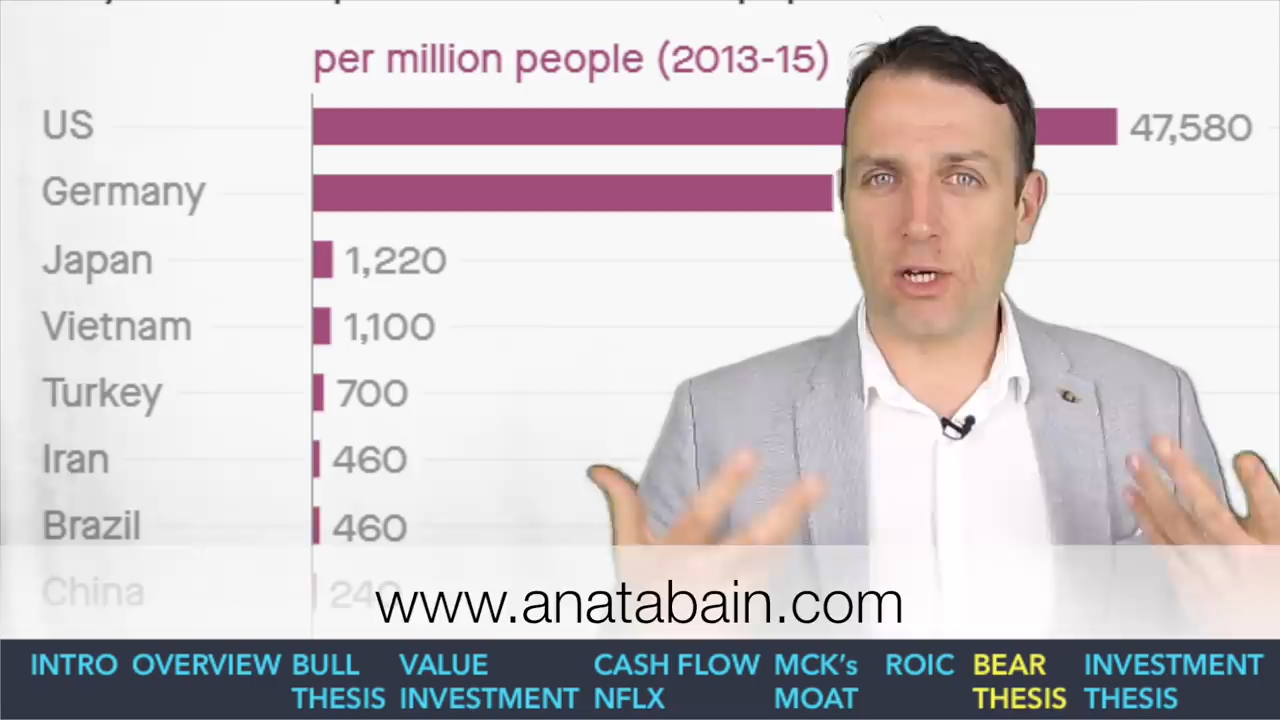 per million people (2013-15)
US 47,580
Germany
Japan 1,220
Vietnam 1,100
Turkey 700
Iran 460
Brazil 460
China 240
www.anatabain.com
INTRO OVERVIEW BULL THESIS VALUE INVESTMENT CASH FLOW NFLX MCK's MOAT ROIC BEAR THESIS INVESTMENT THESIS